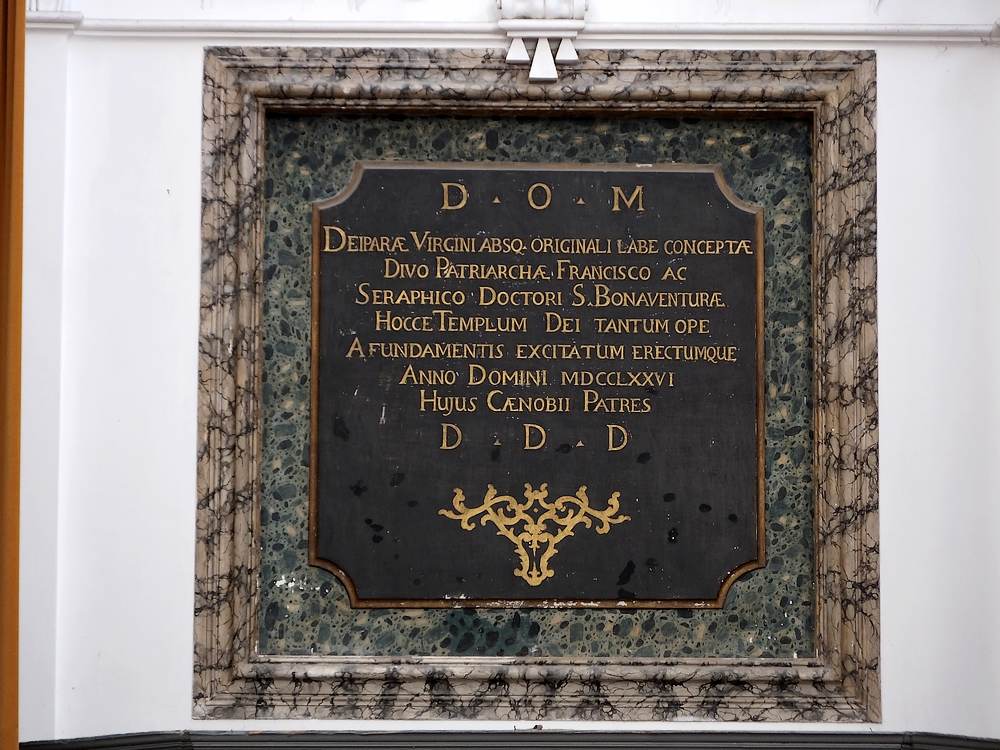 D · O · M
DEIPARÆ VIRGINI ABSQ. ORIGINALI LABE CONCEPTÆ
DIVO PATRIARCHÆ FRANCISCO AC
SERAPHICO DOCTORI S. BONAVENTURÆ
HOCCE TEMPLUM DEI TANTUM OPE
A FUNDAMENTIS EXCITATUM ERECTUMQUE
ANNO DOMINI MDCCLXXVI
HUJUS CÆNOBII PATRES
D · D · D